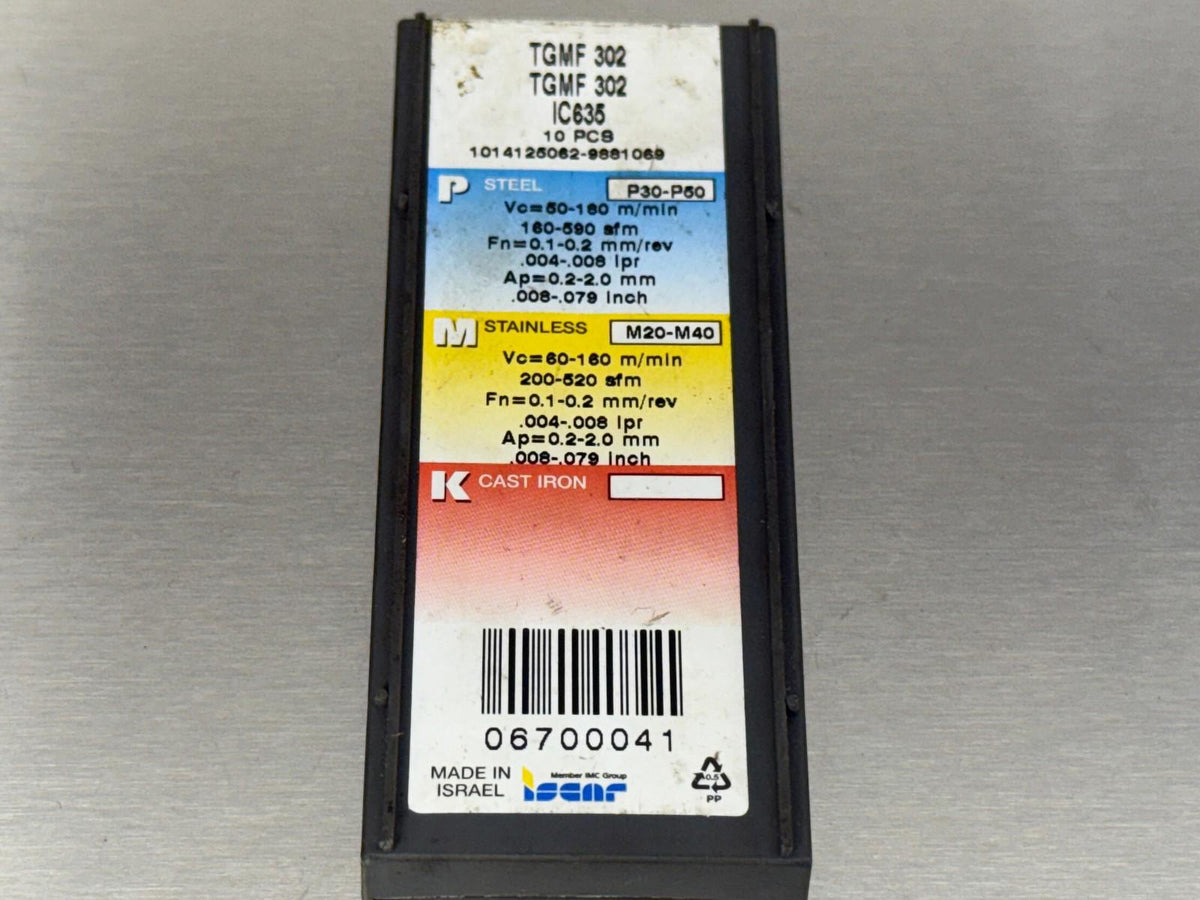 TGMF 302
TGMF 302
IC635
10 PCS
1014125062-9881069
P STEEL P30-P50
Vc=50-180 m/min
160-590 sfm
Fn=0.1-0.2 mm/rev
.004-.008 ipr
Ap=0.2-2.0 mm
.008-.079 inch
M STAINLESS M20-M40
Vc=60-160 m/min
200-520 sfm
Fn=0.1-0.2 mm/rev
.004-.008 ipr
Ap=0.2-2.0 mm
.008-.079 inch
K CAST IRON
06700041
MADE IN ISRAEL
Member IMC Group
iscar
0.5
PP